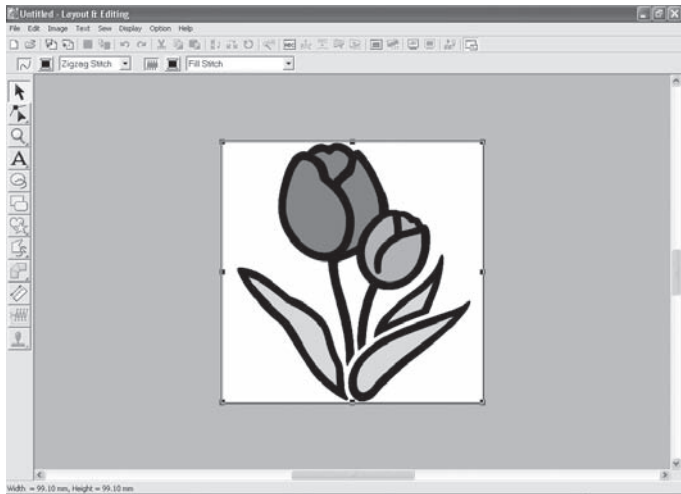 Untitled - Layout & Editing
File Edit Image Text Sew Display Option Help
Zigzag Stitch Fill Stitch
A
Width = 99.10 mm, Height = 99.10 mm